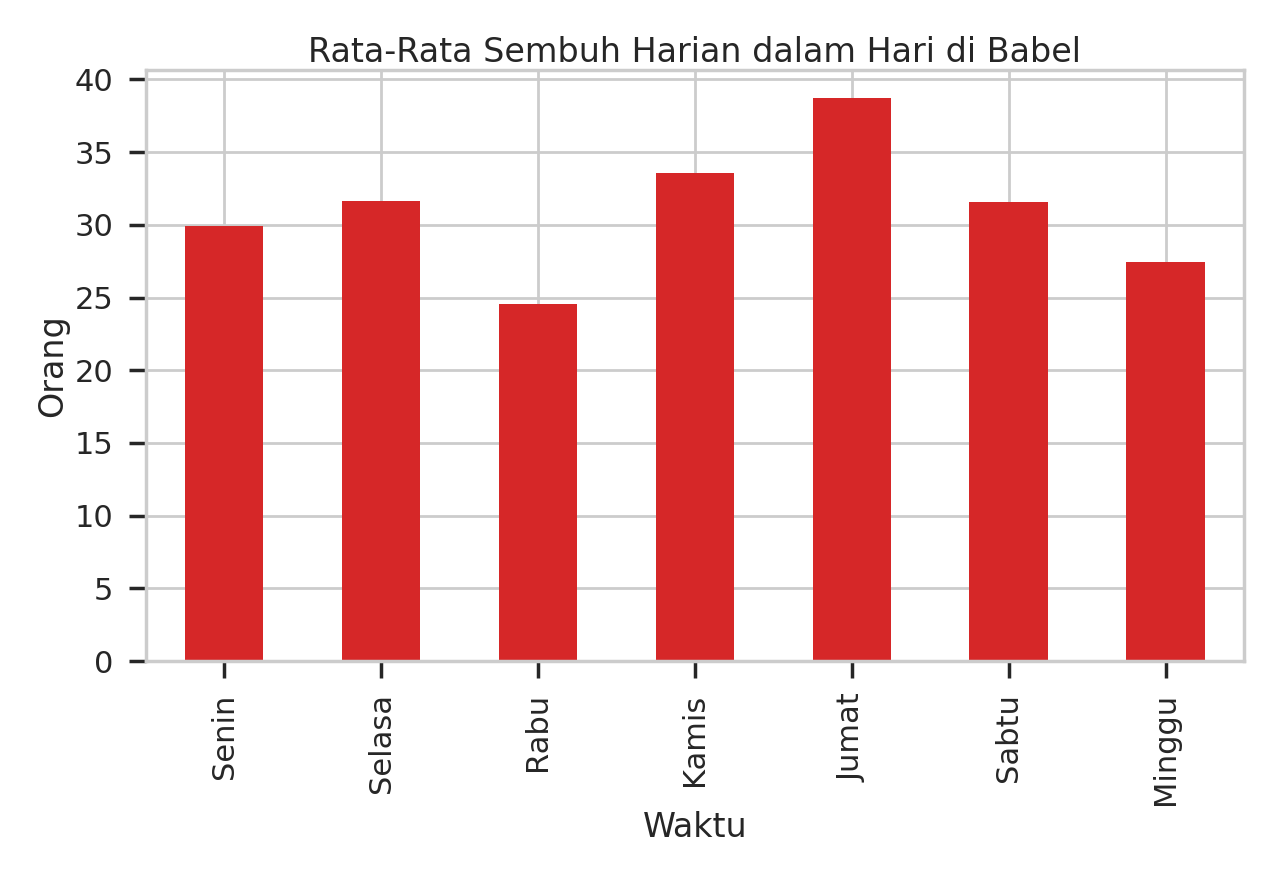 Rata-Rata Sembuh Harian dalam Hari di Babel
40
35
30
25
20
15
10
5
0
Orang
Senin
Selasa
Rabu
Kamis
Jumat
Sabtu
Minggu
Waktu